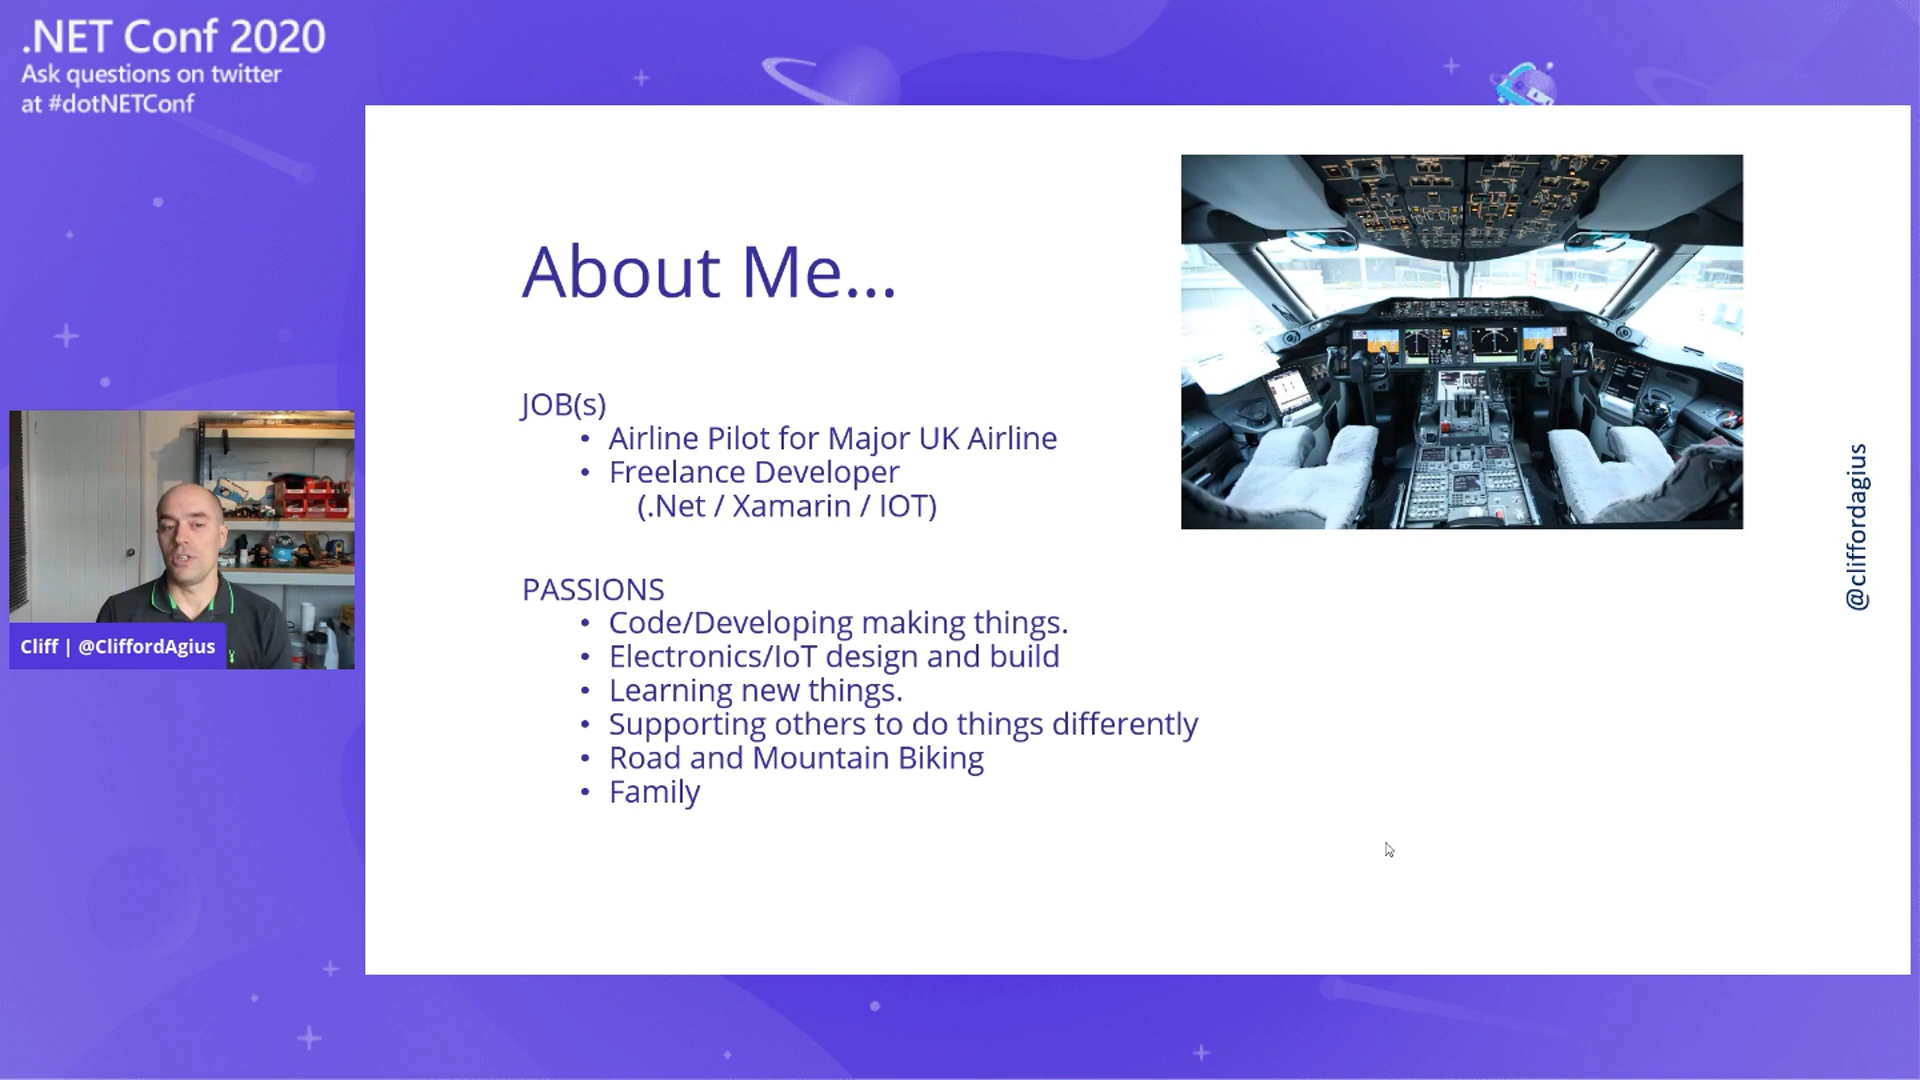 .NET Conf 2020
Ask questions on twitter
at #dotNETConf
About Me...
JOB(s)
• Airline Pilot for Major UK Airline
• Freelance Developer
(.Net / Xamarin / IOT)
PASSIONS
• Code/Developing making things.
• Electronics/IoT design and build
• Learning new things.
• Supporting others to do things differently
• Road and Mountain Biking
• Family
@cliffordagius
Cliff | @CliffordAgius